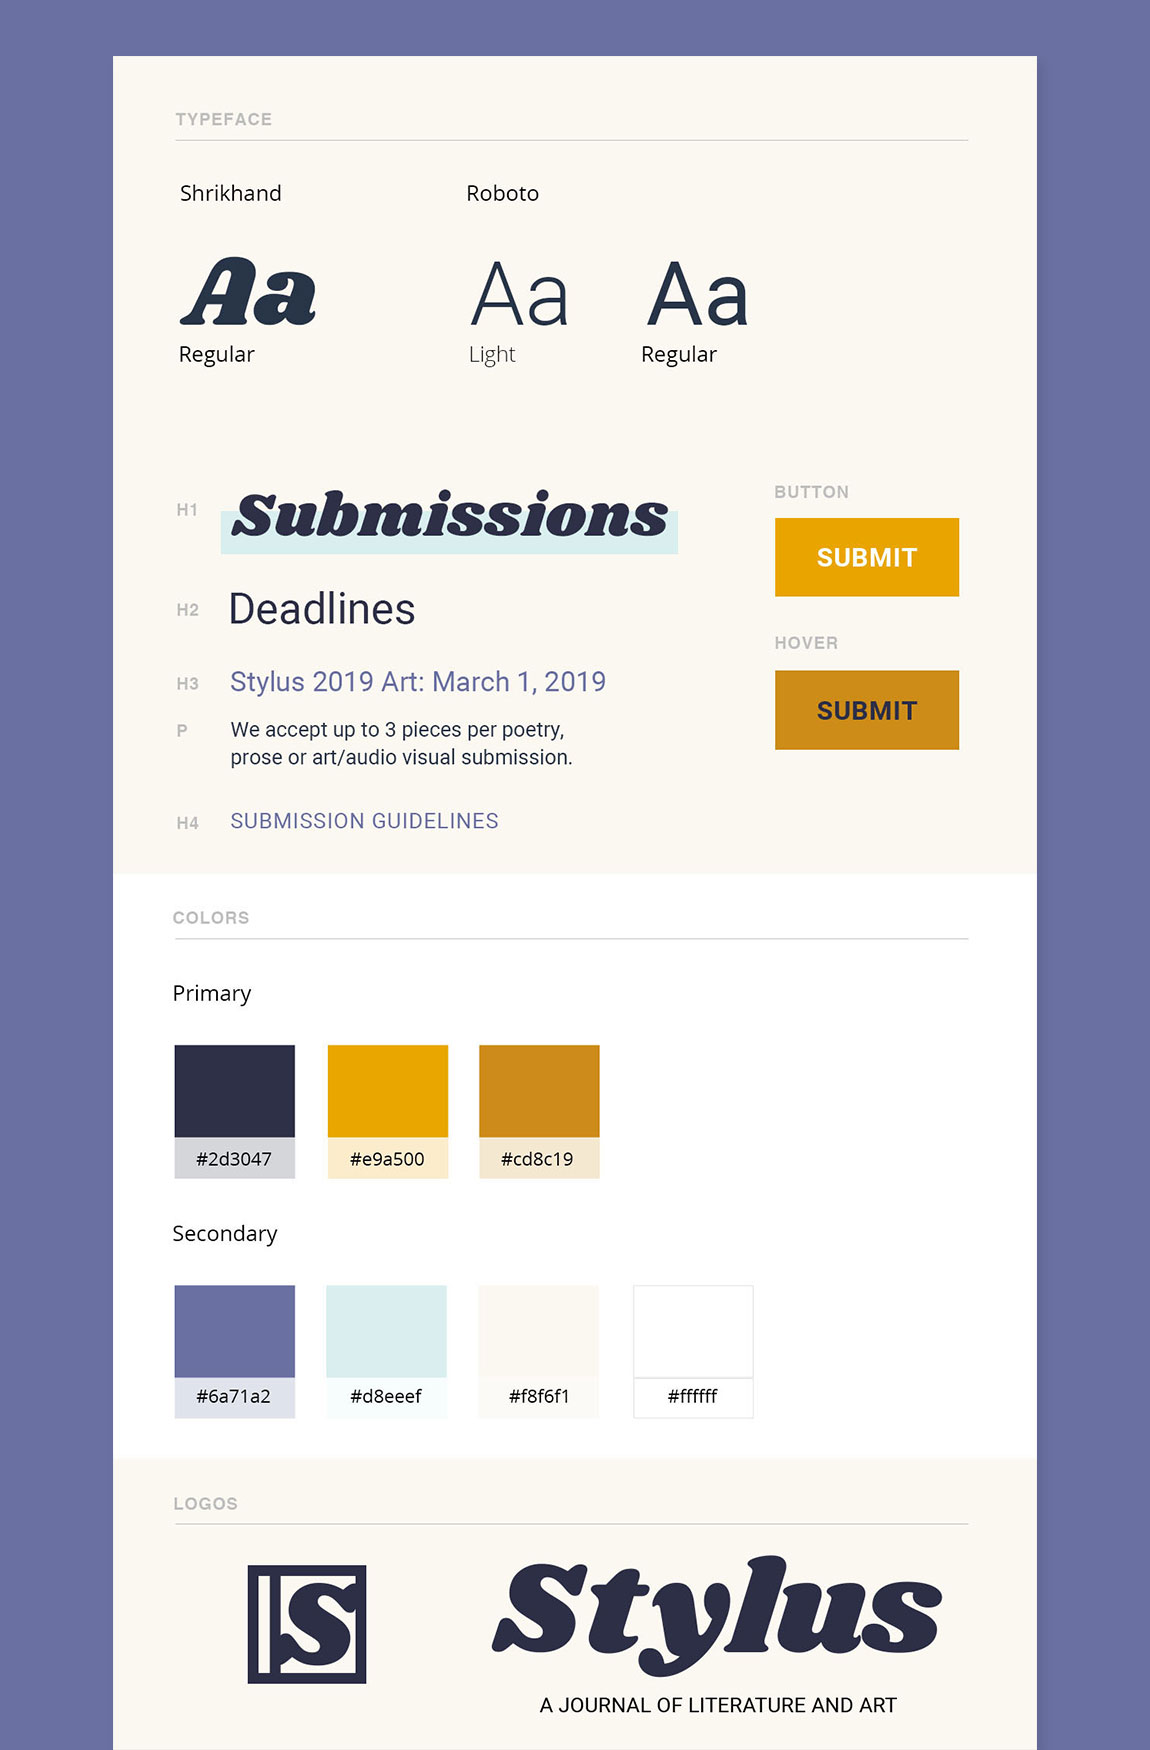 TYPEFACE
Shrikhand
Roboto
Aa
Aa
Aa
Regular
Light
Regular
H1
Submissions
H2
Deadlines
H3
Stylus 2019 Art: March 1, 2019
P
We accept up to 3 pieces per poetry,
prose or art/audio visual submission.
H4
SUBMISSION GUIDELINES
BUTTON
SUBMIT
HOVER
SUBMIT
COLORS
Primary
#2d3047
#e9a500
#cd8c19
Secondary
#6a71a2
#d8eeef
#f8f6f1
#ffffff
LOGOS
S
Stylus
A JOURNAL OF LITERATURE AND ART